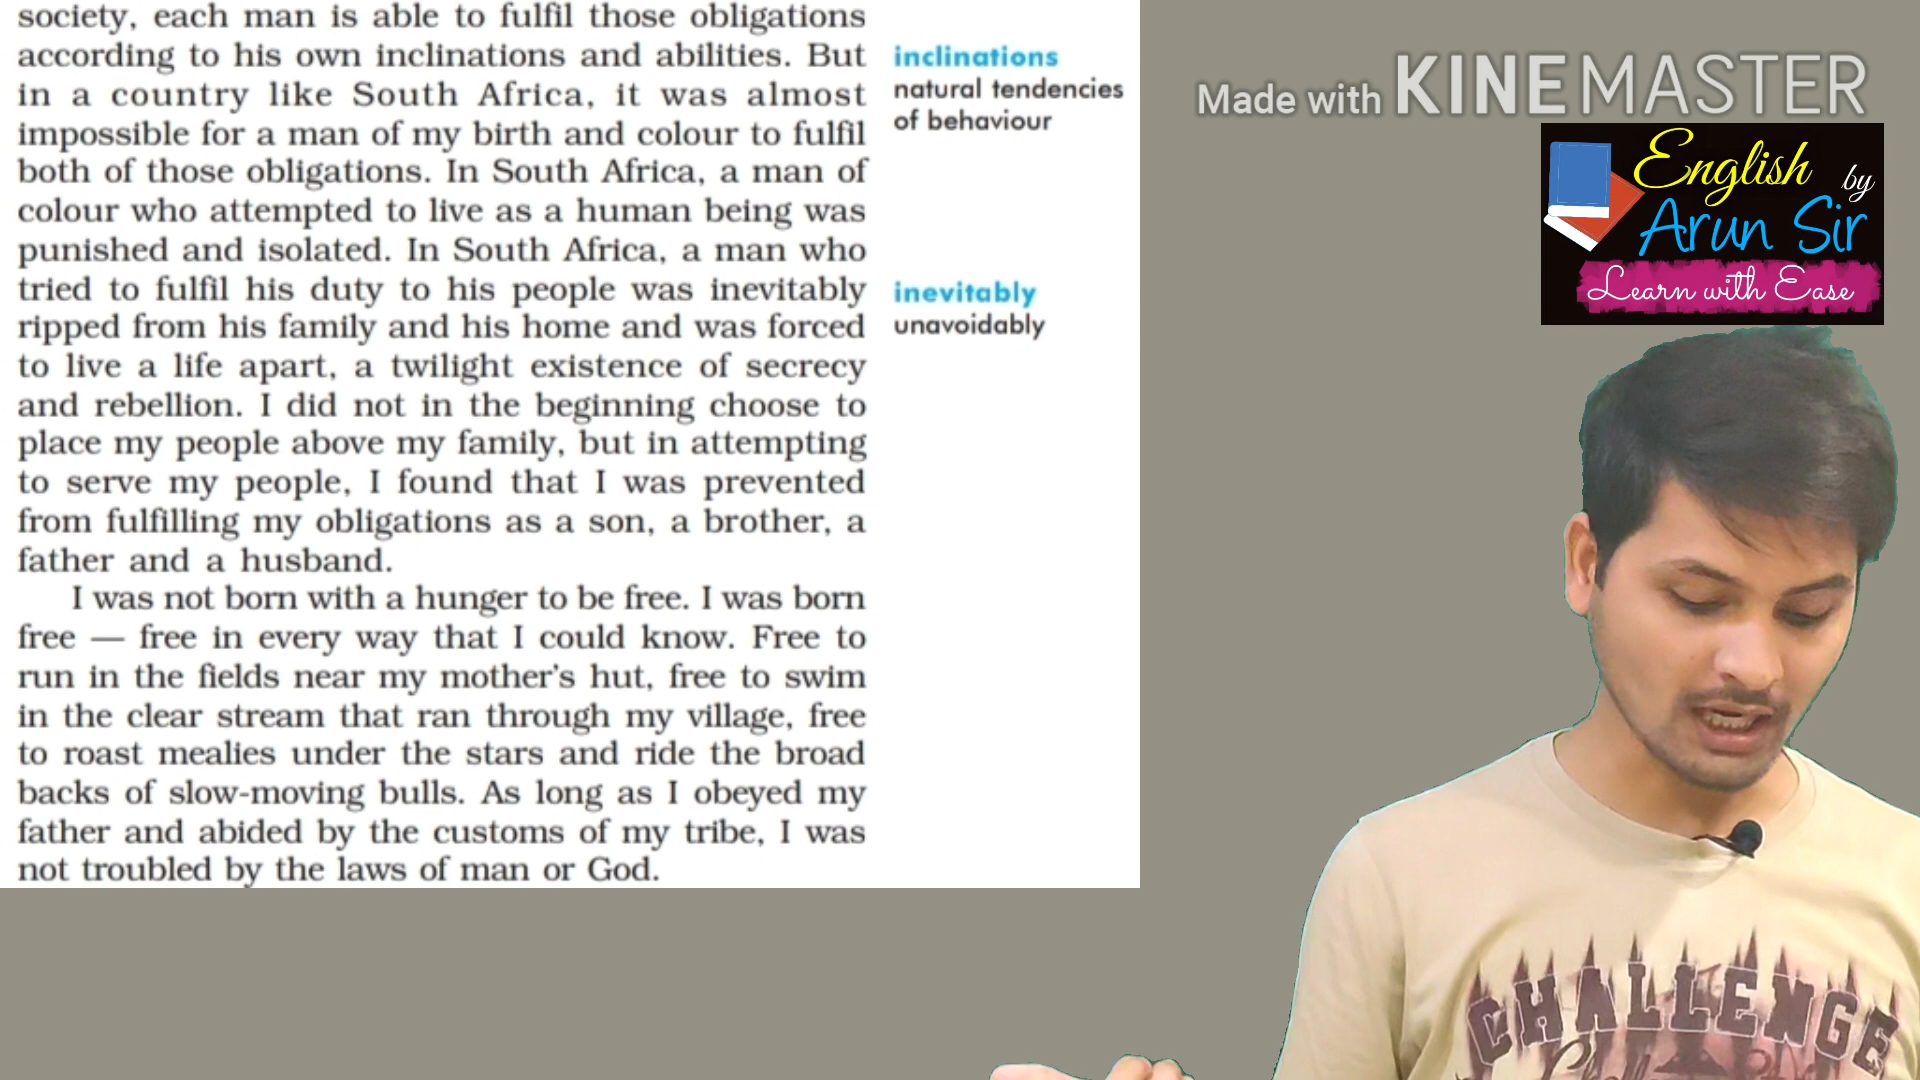 society, each man is able to fulfil those obligations
according to his own inclinations and abilities. But
in a country like South Africa, it was almost
impossible for a man of my birth and colour to fulfil
both of those obligations. In South Africa, a man of
colour who attempted to live as a human being was
punished and isolated. In South Africa, a man who
tried to fulfil his duty to his people was inevitably
ripped from his family and his home and was forced
to live a life apart, a twilight existence of secrecy
and rebellion. I did not in the beginning choose to
place my people above my family, but in attempting
to serve my people, I found that I was prevented
from fulfilling my obligations as a son, a brother, a
father and a husband.
I was not born with a hunger to be free. I was born
free — free in every way that I could know. Free to
run in the fields near my mother's hut, free to swim
in the clear stream that ran through my village, free
to roast mealies under the stars and ride the broad
backs of slow-moving bulls. As long as I obeyed my
father and abided by the customs of my tribe, I was
not troubled by the laws of man or God.
inclinations
natural tendencies
of behaviour
inevitably
unavoidably
Made with KINEMASTER
English by
Arun Sir
Learn with Ease
CHALLENGE